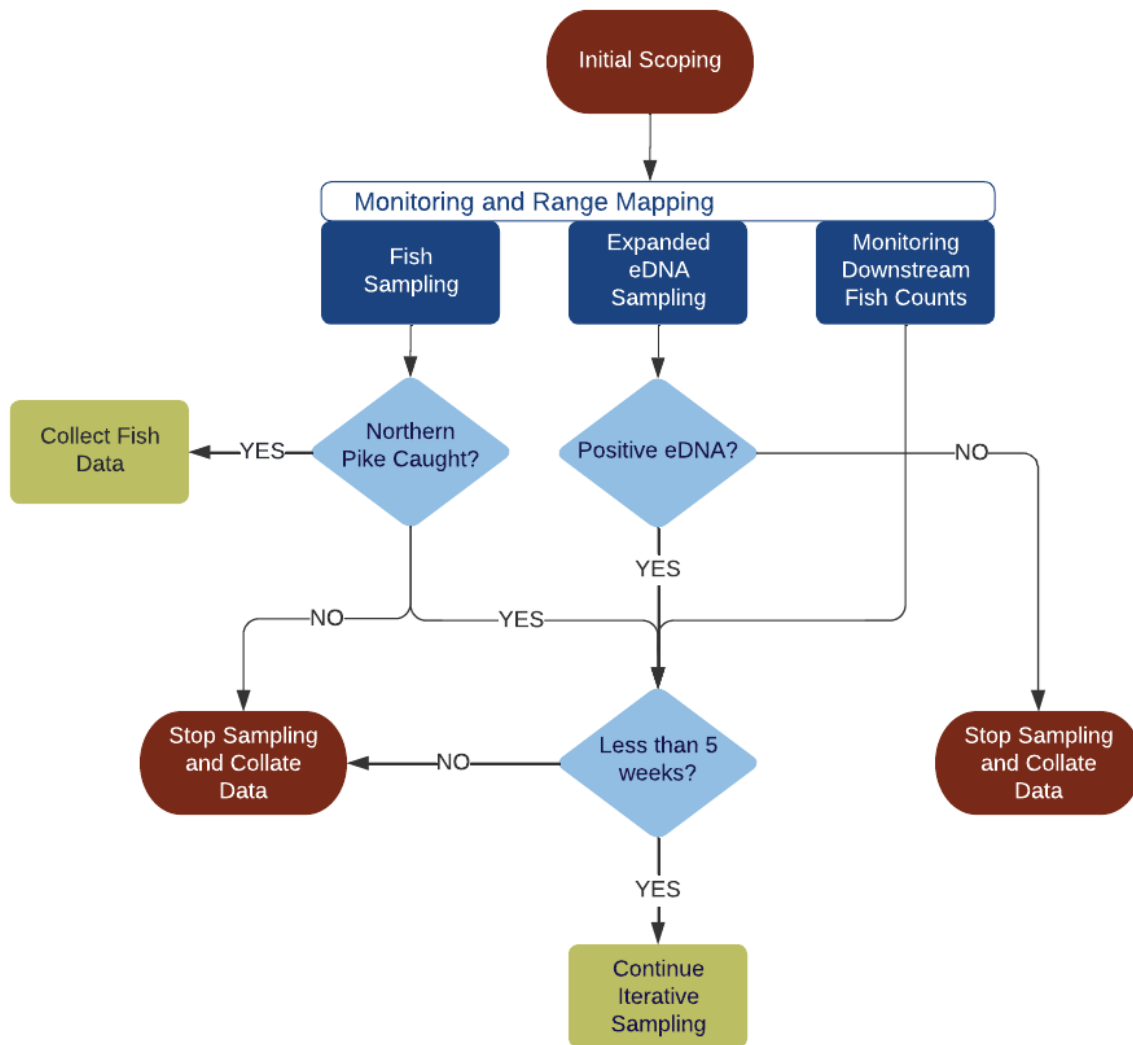 Initial Scoping
Monitoring and Range Mapping
Fish
Sampling
Expanded
eDNA
Sampling
Monitoring
Downstream
Fish Counts
Collect Fish
Data
YES
Northern
Pike Caught?
Positive eDNA?
NO
YES
NO
YES
Stop Sampling
and Collate
Data
NO
Less than 5
weeks?
Stop Sampling
and Collate
Data
YES
Continue
Iterative
Sampling